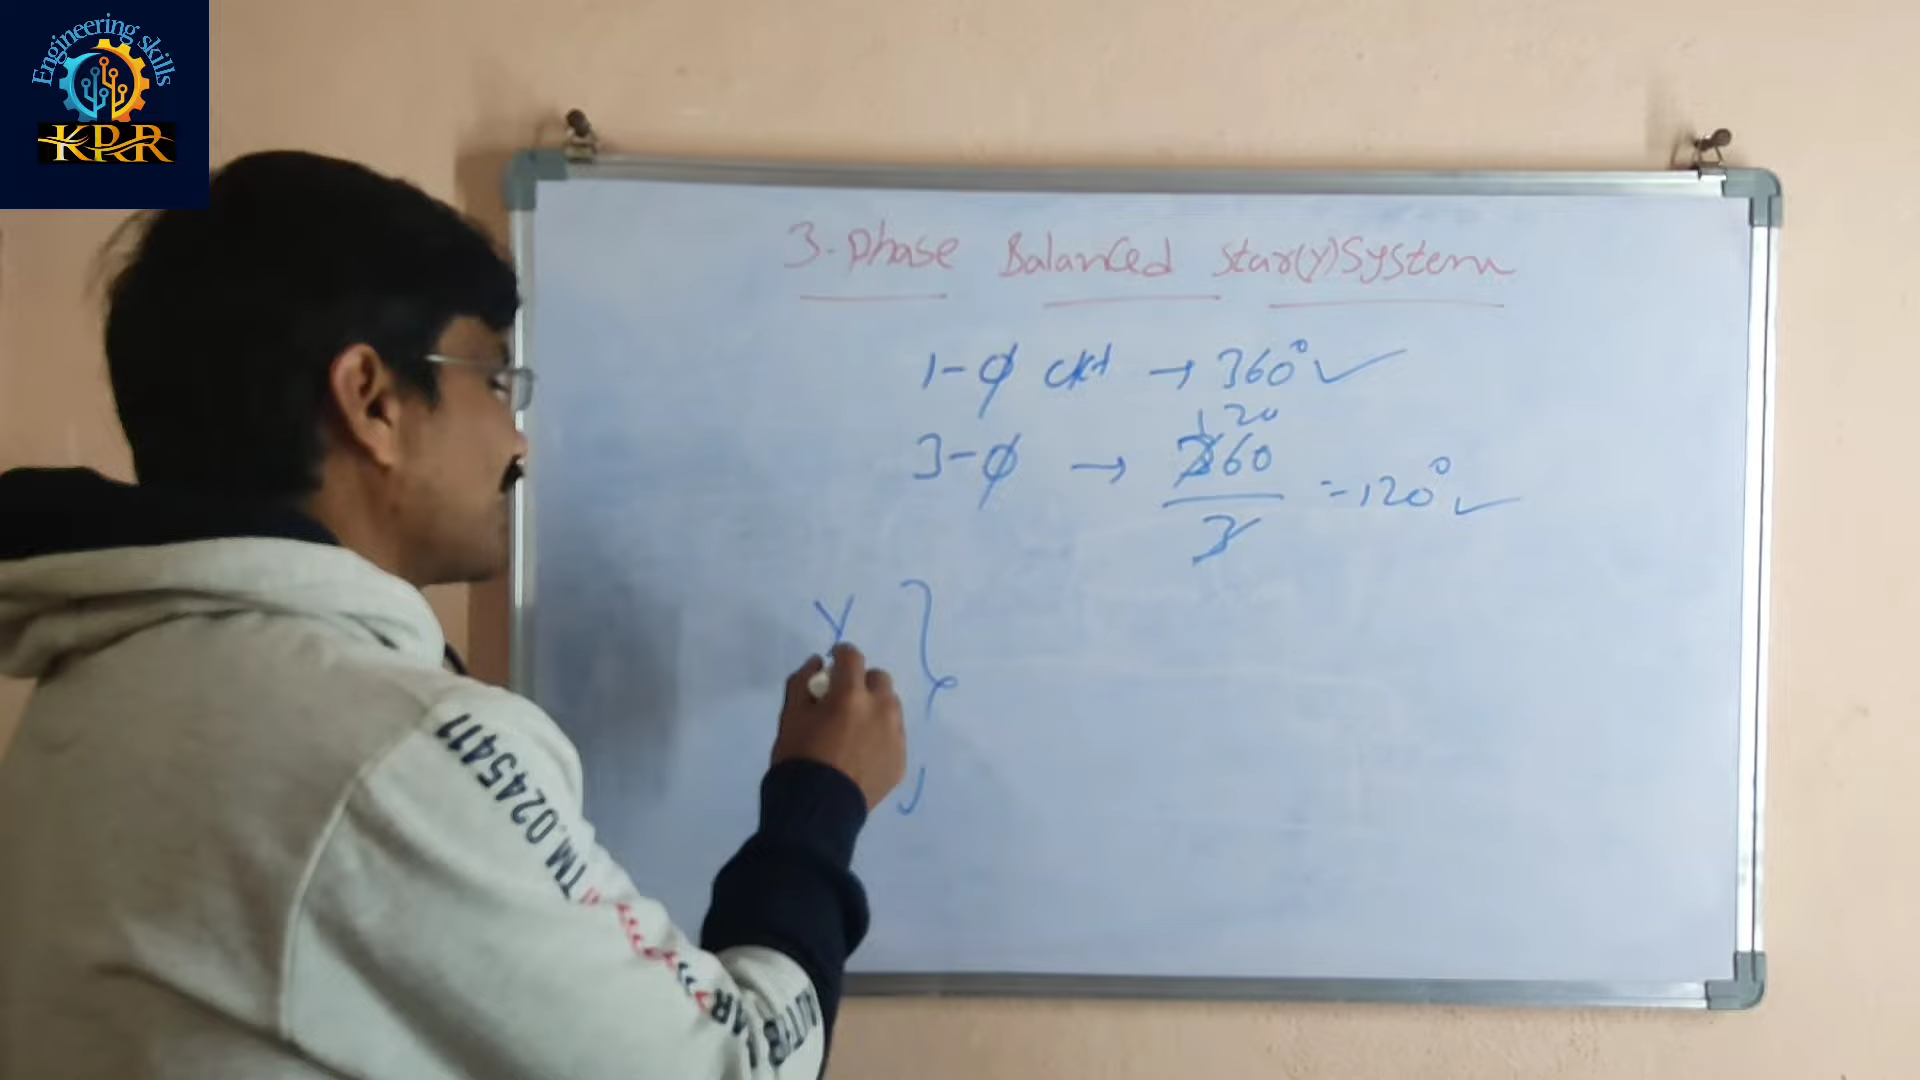 Engineering skills
KRR
3-Phase Balanced Star(Y) System
1-φ ckt → 360° ✓
120
3-φ → 360 = 120° ✓
3
Y }
TM.0245411